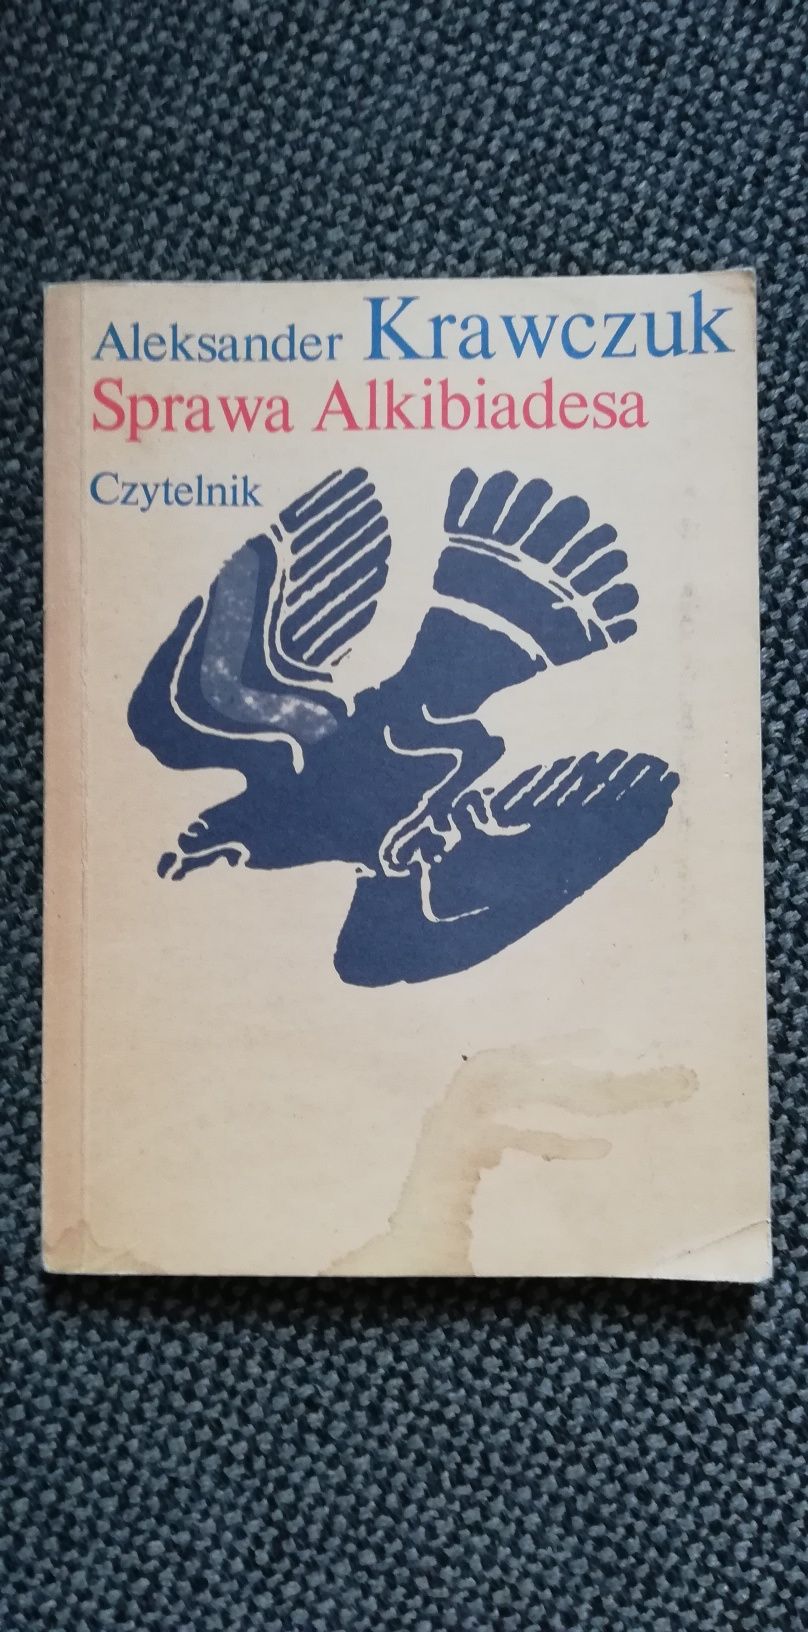 Aleksander Krawczuk
Sprawa Alkibiadesa
Czytelnik